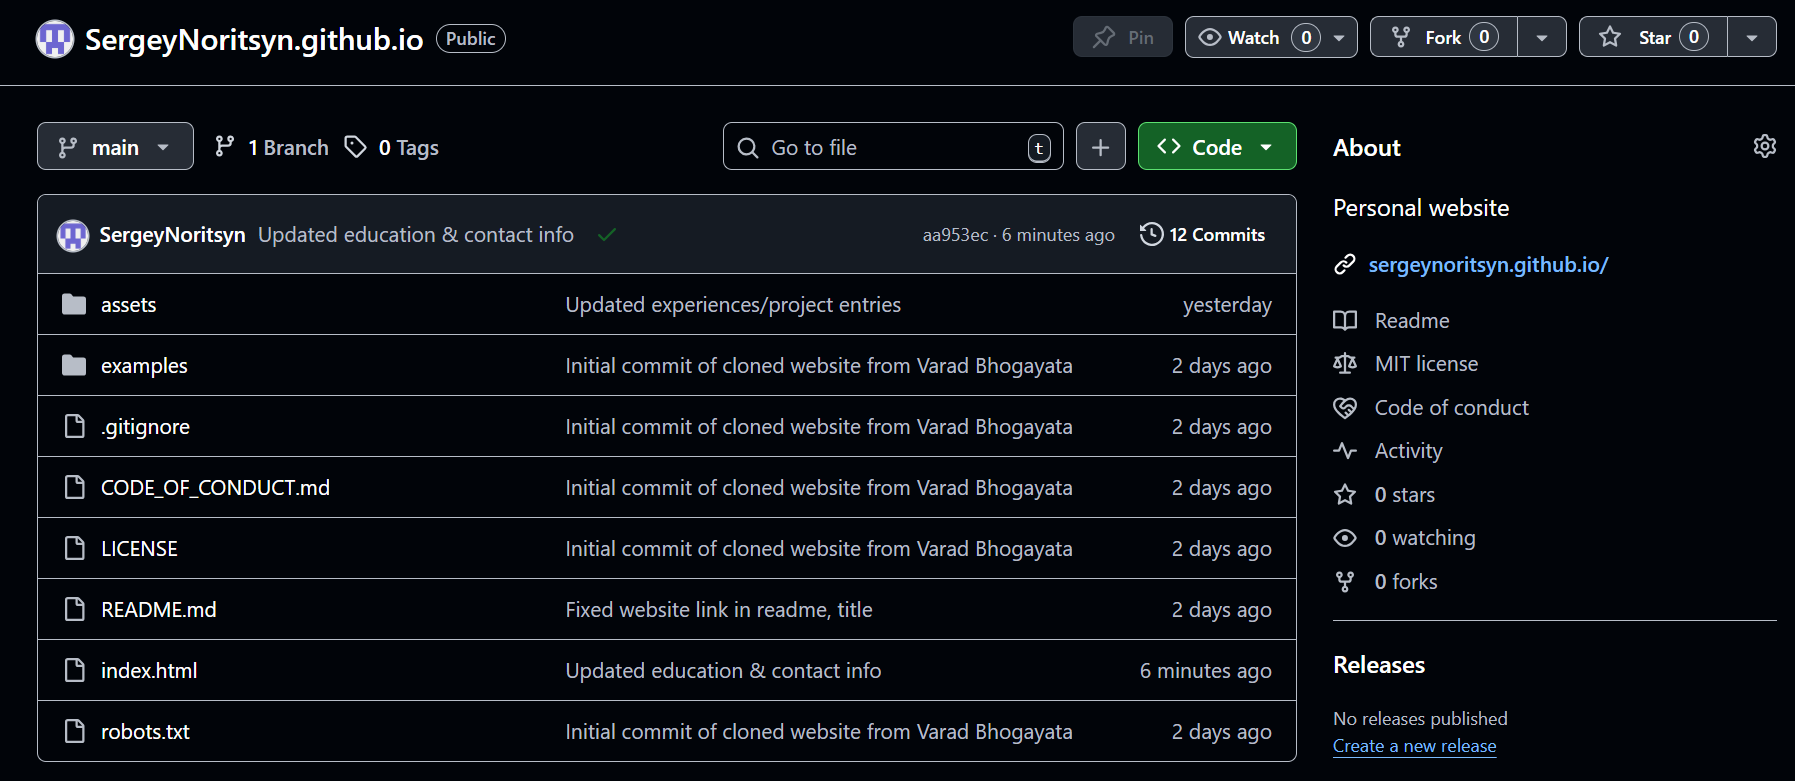 SergeyNoritsyn.github.io Public Pin Watch 0 Fork 0 Star 0
main 1 Branch 0 Tags Go to file t Code
SergeyNoritsyn Updated education & contact info aa953ec · 6 minutes ago 12 Commits
assets Updated experiences/project entries yesterday
examples Initial commit of cloned website from Varad Bhogayata 2 days ago
.gitignore Initial commit of cloned website from Varad Bhogayata 2 days ago
CODE_OF_CONDUCT.md Initial commit of cloned website from Varad Bhogayata 2 days ago
LICENSE Initial commit of cloned website from Varad Bhogayata 2 days ago
README.md Fixed website link in readme, title 2 days ago
index.html Updated education & contact info 6 minutes ago
robots.txt Initial commit of cloned website from Varad Bhogayata 2 days ago
About
Personal website
sergeynoritsyn.github.io/
Readme
MIT license
Code of conduct
Activity
0 stars
0 watching
0 forks
Releases
No releases published
Create a new release